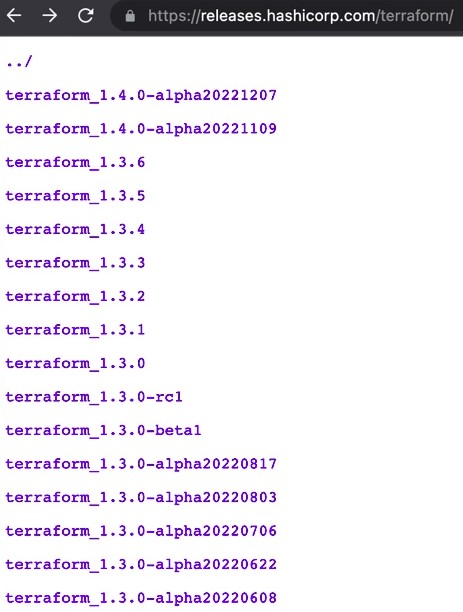 https://releases.hashicorp.com/terraform/
../
terraform_1.4.0-alpha20221207
terraform_1.4.0-alpha20221109
terraform_1.3.6
terraform_1.3.5
terraform_1.3.4
terraform_1.3.3
terraform_1.3.2
terraform_1.3.1
terraform_1.3.0
terraform_1.3.0-rc1
terraform_1.3.0-beta1
terraform_1.3.0-alpha20220817
terraform_1.3.0-alpha20220803
terraform_1.3.0-alpha20220706
terraform_1.3.0-alpha20220622
terraform_1.3.0-alpha20220608